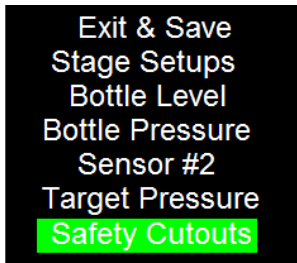 Exit & Save
Stage Setups
Bottle Level
Bottle Pressure
Sensor #2
Target Pressure
Safety Cutouts